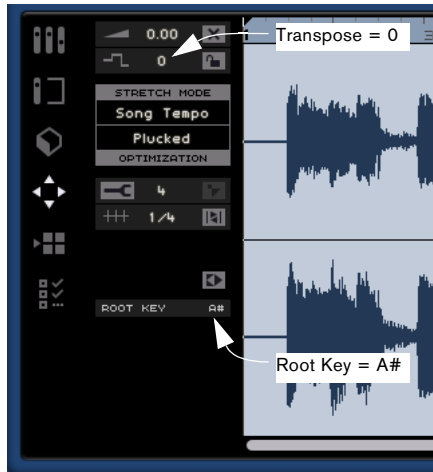 0.00
Transpose = 0
0
STRETCH MODE
Song Tempo
Plucked
OPTIMIZATION
4
1/4
ROOT KEY A#
Root Key = A#